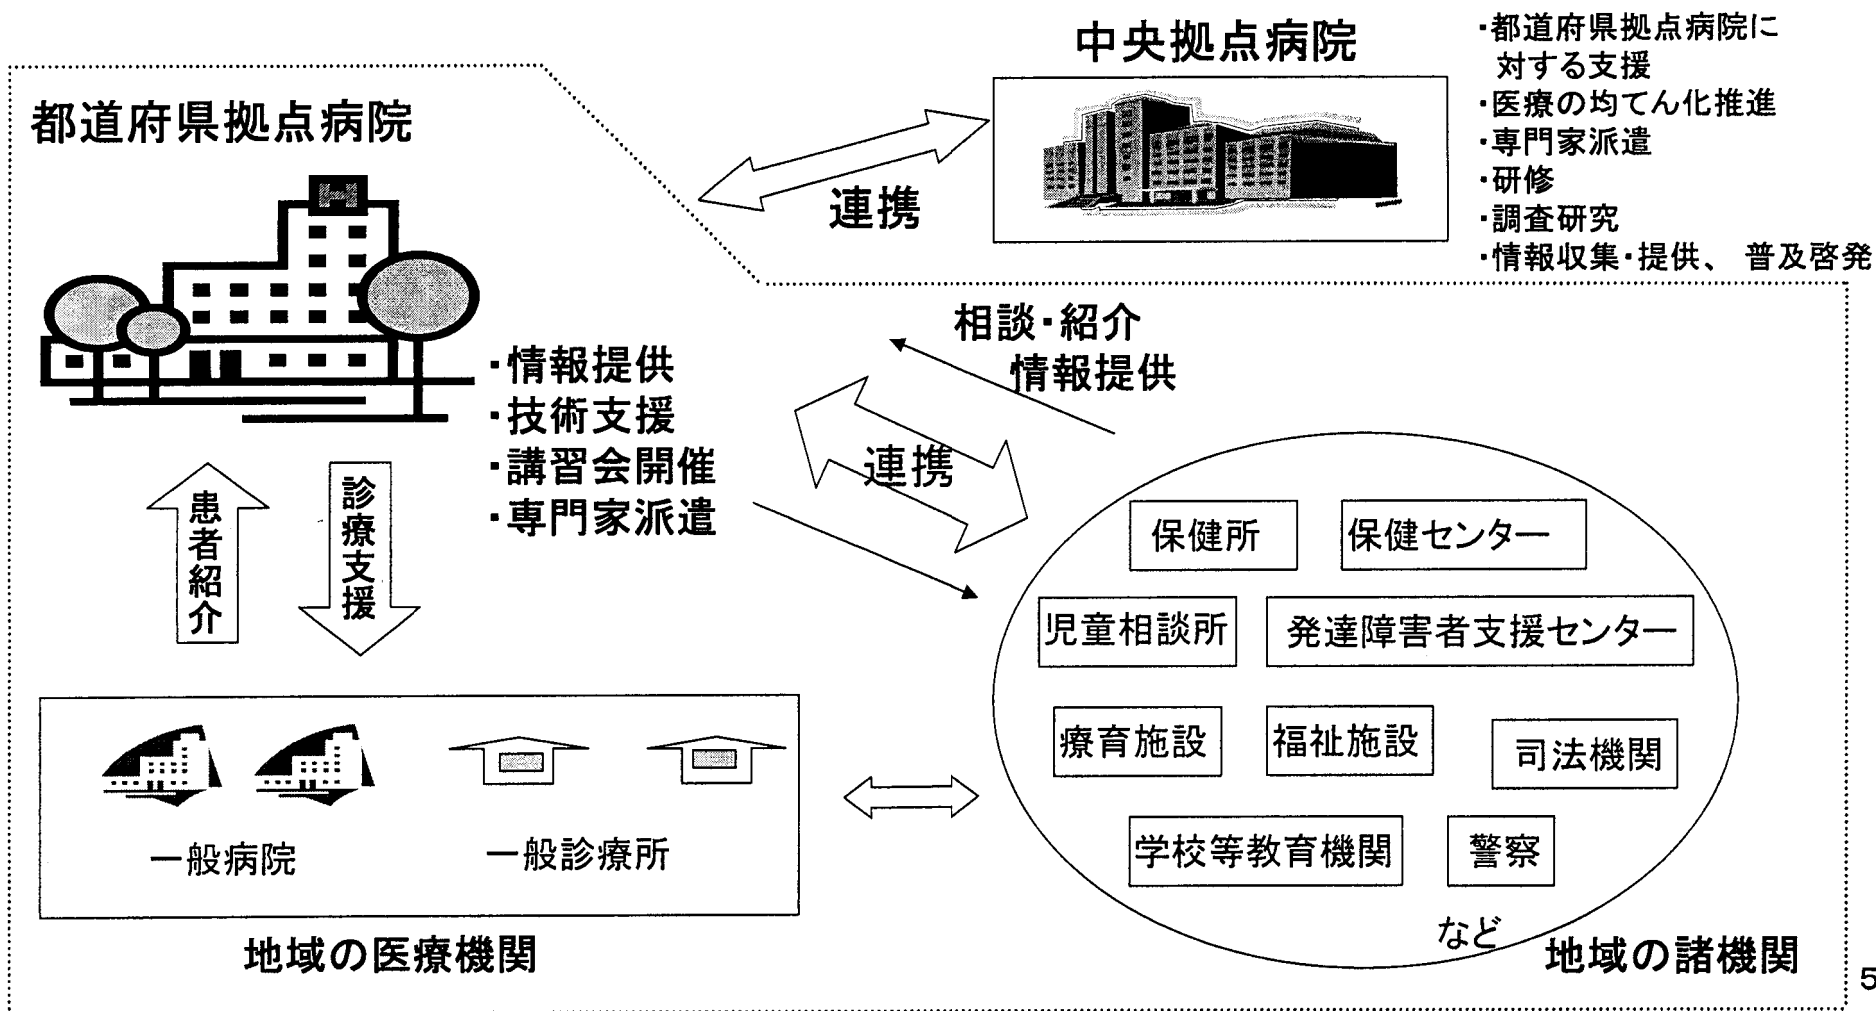 中央拠点病院
・都道府県拠点病院に
対する支援
・医療の均てん化推進
・専門家派遣
・研修
・調査研究
・情報収集・提供、 普及啓発
都道府県拠点病院
連携
相談・紹介
情報提供
・情報提供
・技術支援
・講習会開催
・専門家派遣
連携
患者紹介
診療支援
保健所
保健センター
児童相談所
発達障害者支援センター
療育施設
福祉施設
司法機関
学校等教育機関
警察
など
一般病院
一般診療所
地域の医療機関
地域の諸機関
5